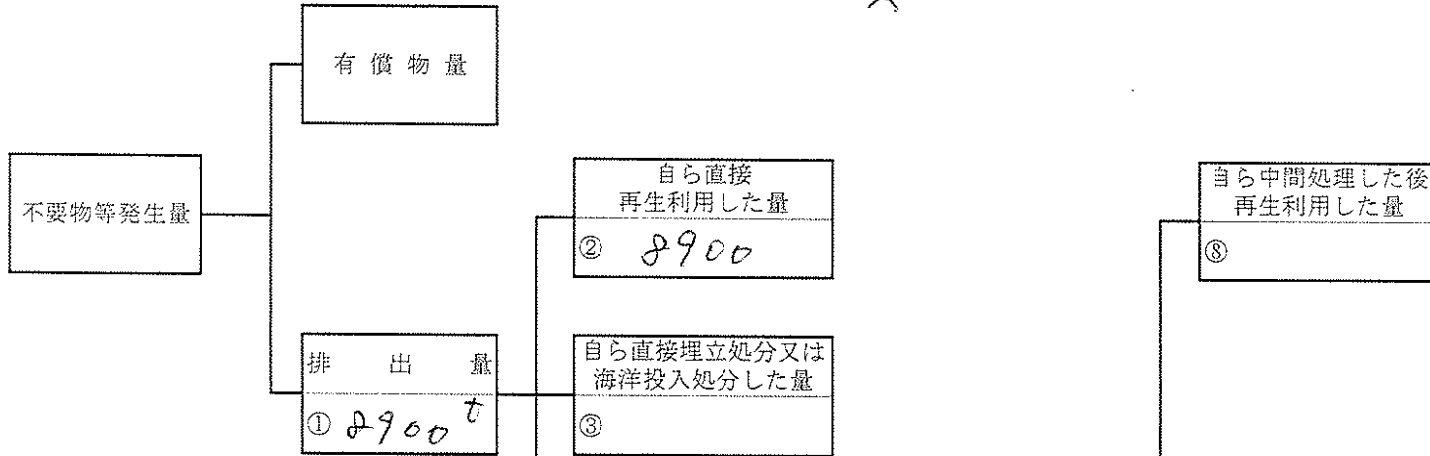 有償物量
不要物等発生量
自ら直接
再生利用した量
② 8900
自ら中間処理した後
再生利用した量
⑧
排出量
① 8900 t
自ら直接埋立処分又は
海洋投入処分した量
③